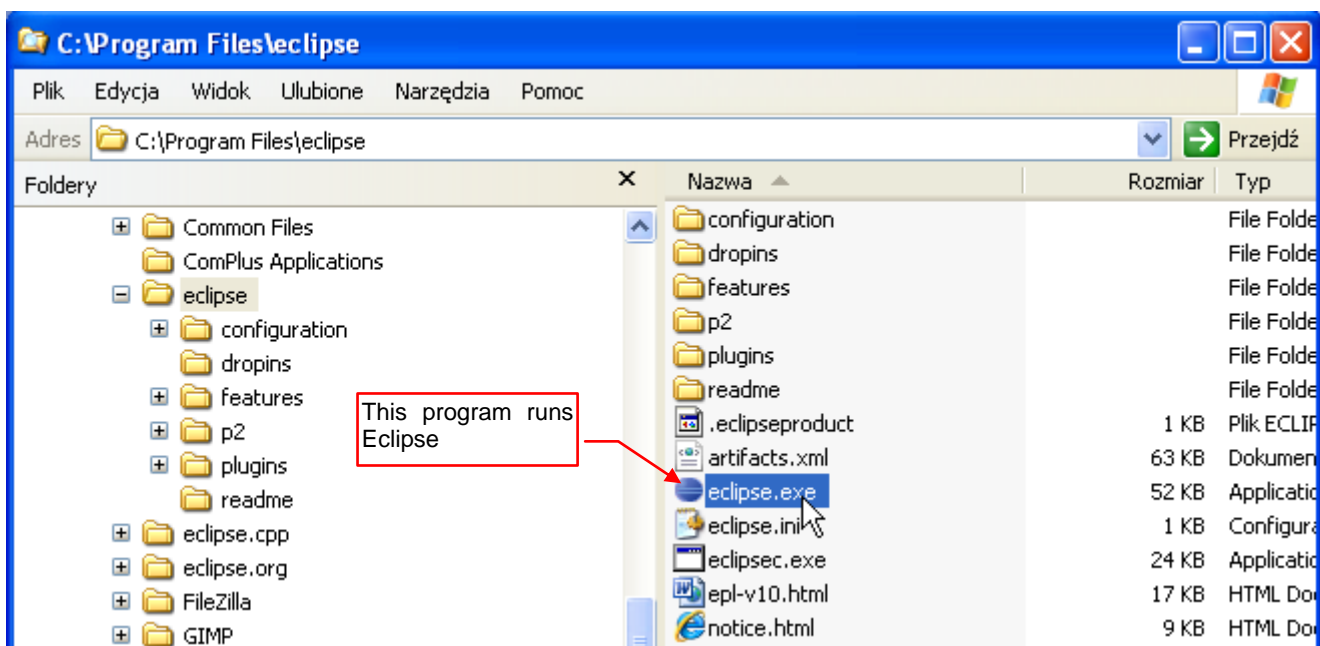 C:\Program Files\eclipse
Plik Edycja Widok Ulubione Narzędzia Pomoc
Adres C:\Program Files\eclipse Przejdź
Foldery
Common Files
ComPlus Applications
eclipse
configuration
dropins
features
p2
plugins
readme
eclipse.cpp
eclipse.org
FileZilla
GIMP
This program runs
Eclipse
Nazwa Rozmiar Typ
configuration File Folde
dropins File Folde
features File Folde
p2 File Folde
plugins File Folde
readme File Folde
.eclipseproduct 1 KB Plik ECLIP
artifacts.xml 63 KB Dokumen
eclipse.exe 52 KB Applicatio
eclipse.ini 1 KB Configura
eclipsec.exe 24 KB Applicatio
epl-v10.html 17 KB HTML Do
notice.html 9 KB HTML Do